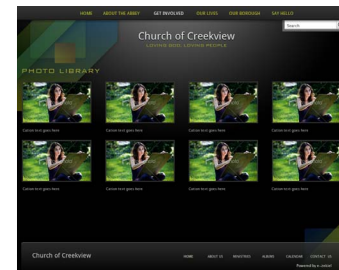 HOME ABOUT THE ABBEY GET INVOLVED OUR LIVES OUR BOROUGH SAY HELLO
Search
Church of Creekview
LOVING GOD, LOVING PEOPLE
PHOTO LIBRARY
Caption text goes here Caption text goes here Caption text goes here Caption text goes here
Caption text goes here Caption text goes here Caption text goes here Caption text goes here
Church of Creekview
HOME ABOUT US MINISTRIES ALBUMS CALENDAR CONTACT US
Powered by